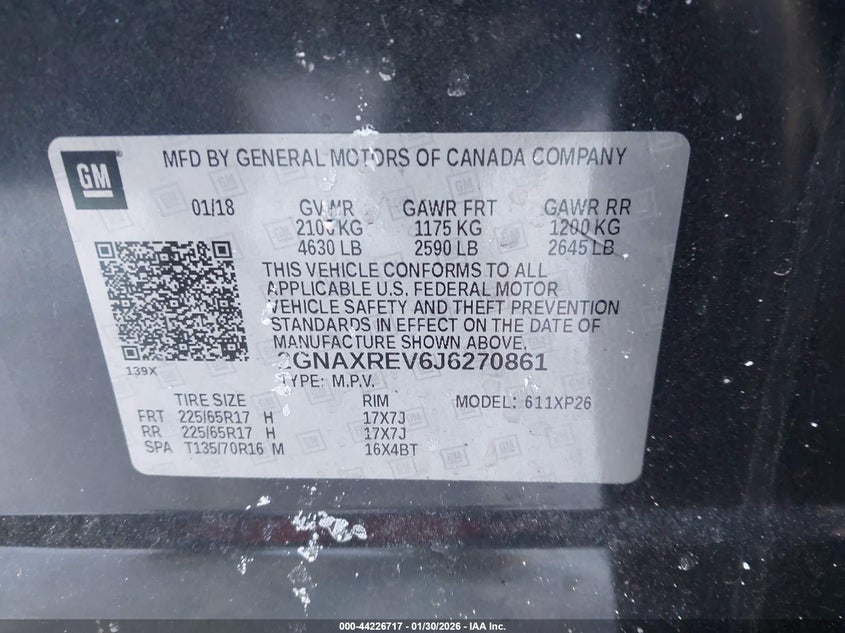 GM
MFD BY GENERAL MOTORS OF CANADA COMPANY
01/18 GVWR GAWR FRT GAWR RR
KG 1175 KG 1200 KG
4630 LB 2590 LB 2645 LB
THIS VEHICLE CONFORMS TO ALL
APPLICABLE U.S. FEDERAL MOTOR
VEHICLE SAFETY AND THEFT PREVENTION
STANDARDS IN EFFECT ON THE DATE OF
MANUFACTURE SHOWN ABOVE.
2GNAXREV6J6270861
139X
TYPE: M.P.V.
TIRE SIZE RIM MODEL: 611XP26
FRT 225/65R17 H 17X7J
RR 225/65R17 H 17X7J
SPA T135/70R16 M 16X4BT
000-44226717 - 01/30/2026 - IAA Inc.